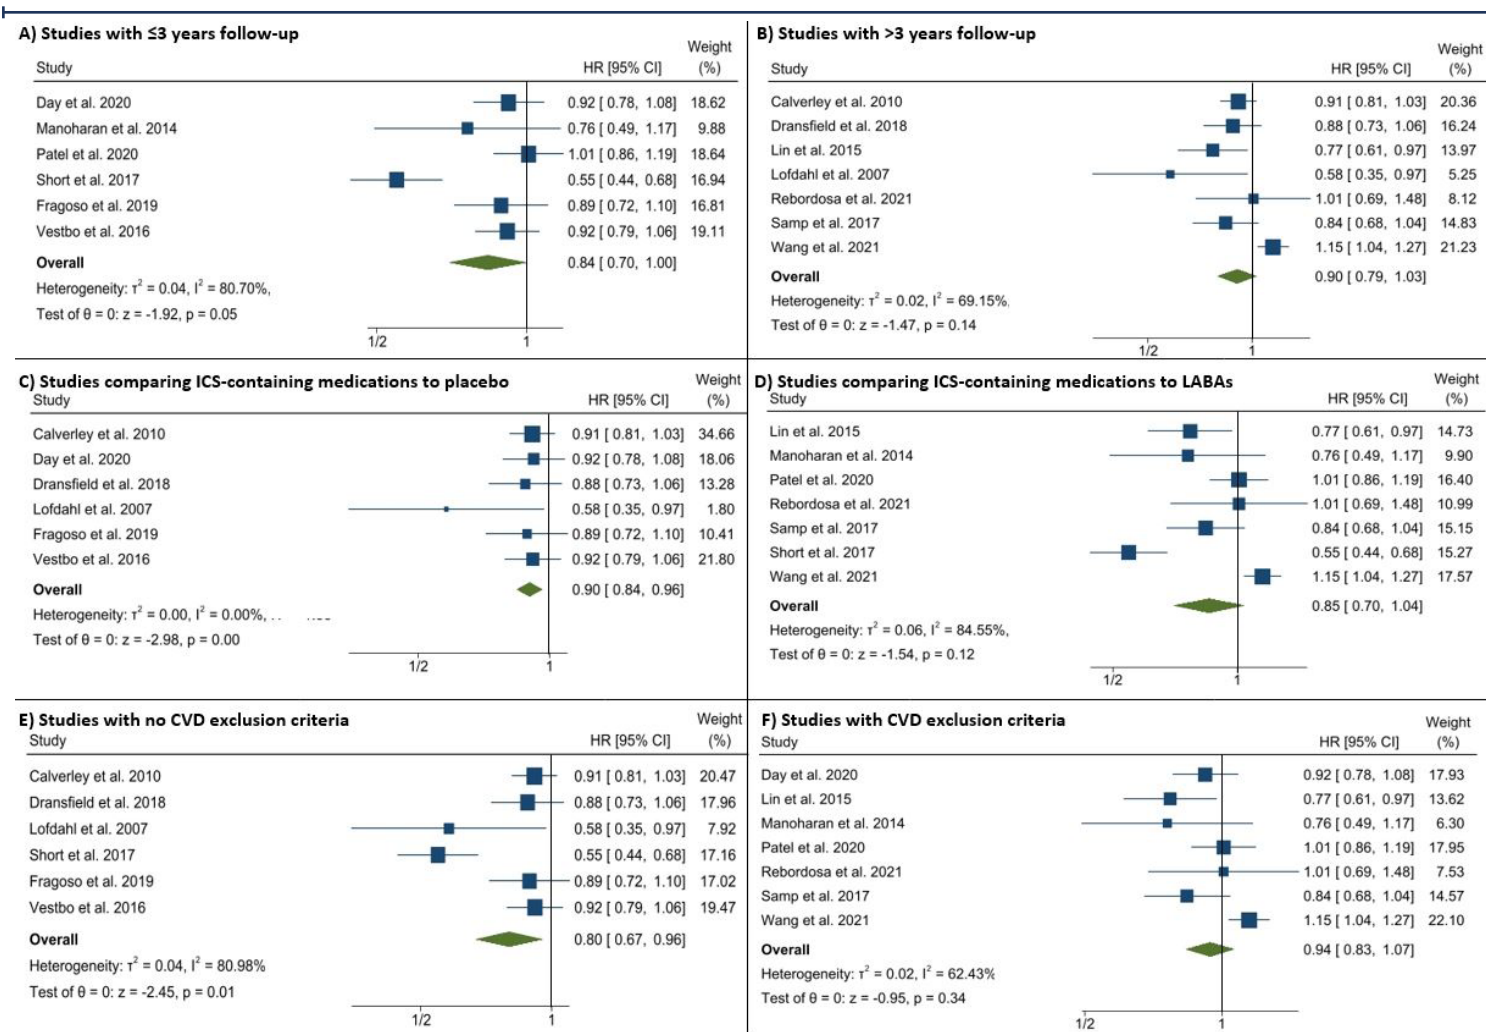 A) Studies with ≤3 years follow-up
Weight
Study HR [95% CI] (%)
Day et al. 2020 0.92 [ 0.78, 1.08] 18.62
Manoharan et al. 2014 0.76 [ 0.49, 1.17] 9.88
Patel et al. 2020 1.01 [ 0.86, 1.19] 18.64
Short et al. 2017 0.55 [ 0.44, 0.68] 16.94
Fragoso et al. 2019 0.89 [ 0.72, 1.10] 16.81
Vestbo et al. 2016 0.92 [ 0.79, 1.06] 19.11
Overall 0.84 [ 0.70, 1.00]
Heterogeneity: τ² = 0.04, I² = 80.70%,
Test of θ = 0: z = -1.92, p = 0.05
1/2 1
B) Studies with >3 years follow-up
Weight
Study HR [95% CI] (%)
Calverley et al. 2010 0.91 [ 0.81, 1.03] 20.36
Dransfield et al. 2018 0.88 [ 0.73, 1.06] 16.24
Lin et al. 2015 0.77 [ 0.61, 0.97] 13.97
Lofdahl et al. 2007 0.58 [ 0.35, 0.97] 5.25
Rebordosa et al. 2021 1.01 [ 0.69, 1.48] 8.12
Samp et al. 2017 0.84 [ 0.68, 1.04] 14.83
Wang et al. 2021 1.15 [ 1.04, 1.27] 21.23
Overall 0.90 [ 0.79, 1.03]
Heterogeneity: τ² = 0.02, I² = 69.15%,
Test of θ = 0: z = -1.47, p = 0.14
1/2 1
C) Studies comparing ICS-containing medications to placebo
Weight
Study HR [95% CI] (%)
Calverley et al. 2010 0.91 [ 0.81, 1.03] 34.66
Day et al. 2020 0.92 [ 0.78, 1.08] 18.06
Dransfield et al. 2018 0.88 [ 0.73, 1.06] 13.28
Lofdahl et al. 2007 0.58 [ 0.35, 0.97] 1.80
Fragoso et al. 2019 0.89 [ 0.72, 1.10] 10.41
Vestbo et al. 2016 0.92 [ 0.79, 1.06] 21.80
Overall 0.90 [ 0.84, 0.96]
Heterogeneity: τ² = 0.00, I² = 0.00%,
Test of θ = 0: z = -2.98, p = 0.00
1/2 1
D) Studies comparing ICS-containing medications to LABAs
Weight
Study HR [95% CI] (%)
Lin et al. 2015 0.77 [ 0.61, 0.97] 14.73
Manoharan et al. 2014 0.76 [ 0.49, 1.17] 9.90
Patel et al. 2020 1.01 [ 0.86, 1.19] 16.40
Rebordosa et al. 2021 1.01 [ 0.69, 1.48] 10.99
Samp et al. 2017 0.84 [ 0.68, 1.04] 15.15
Short et al. 2017 0.55 [ 0.44, 0.68] 15.27
Wang et al. 2021 1.15 [ 1.04, 1.27] 17.57
Overall 0.85 [ 0.70, 1.04]
Heterogeneity: τ² = 0.06, I² = 84.55%,
Test of θ = 0: z = -1.54, p = 0.12
1/2 1
E) Studies with no CVD exclusion criteria
Weight
Study HR [95% CI] (%)
Calverley et al. 2010 0.91 [ 0.81, 1.03] 20.47
Dransfield et al. 2018 0.88 [ 0.73, 1.06] 17.96
Lofdahl et al. 2007 0.58 [ 0.35, 0.97] 7.92
Short et al. 2017 0.55 [ 0.44, 0.68] 17.16
Fragoso et al. 2019 0.89 [ 0.72, 1.10] 17.02
Vestbo et al. 2016 0.92 [ 0.79, 1.06] 19.47
Overall 0.80 [ 0.67, 0.96]
Heterogeneity: τ² = 0.04, I² = 80.98%
Test of θ = 0: z = -2.45, p = 0.01
1/2 1
F) Studies with CVD exclusion criteria
Weight
Study HR [95% CI] (%)
Day et al. 2020 0.92 [ 0.78, 1.08] 17.93
Lin et al. 2015 0.77 [ 0.61, 0.97] 13.62
Manoharan et al. 2014 0.76 [ 0.49, 1.17] 6.30
Patel et al. 2020 1.01 [ 0.86, 1.19] 17.95
Rebordosa et al. 2021 1.01 [ 0.69, 1.48] 7.53
Samp et al. 2017 0.84 [ 0.68, 1.04] 14.57
Wang et al. 2021 1.15 [ 1.04, 1.27] 22.10
Overall 0.94 [ 0.83, 1.07]
Heterogeneity: τ² = 0.02, I² = 62.43%
Test of θ = 0: z = -0.95, p = 0.34
1/2 1